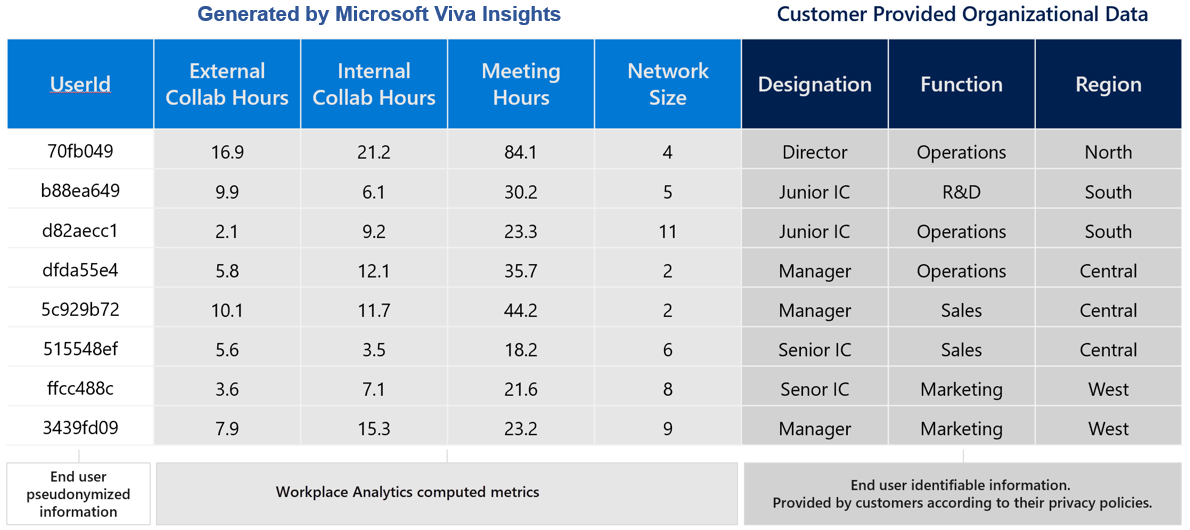 Generated by Microsoft Viva Insights Customer Provided Organizational Data
UserId External Collab Hours Internal Collab Hours Meeting Hours Network Size Designation Function Region
70fb049 16.9 21.2 84.1 4 Director Operations North
b88ea649 9.9 6.1 30.2 5 Junior IC R&D South
d82aecc1 2.1 9.2 23.3 11 Junior IC Operations South
dfda55e4 5.8 12.1 35.7 2 Manager Operations Central
5c929b72 10.1 11.7 44.2 2 Manager Sales Central
515548ef 5.6 3.5 18.2 6 Senior IC Sales Central
ffcc488c 3.6 7.1 21.6 8 Senor IC Marketing West
3439fd09 7.9 15.3 23.2 9 Manager Marketing West
End user
pseudonymized
information
Workplace Analytics computed metrics
End user identifiable information.
Provided by customers according to their privacy policies.